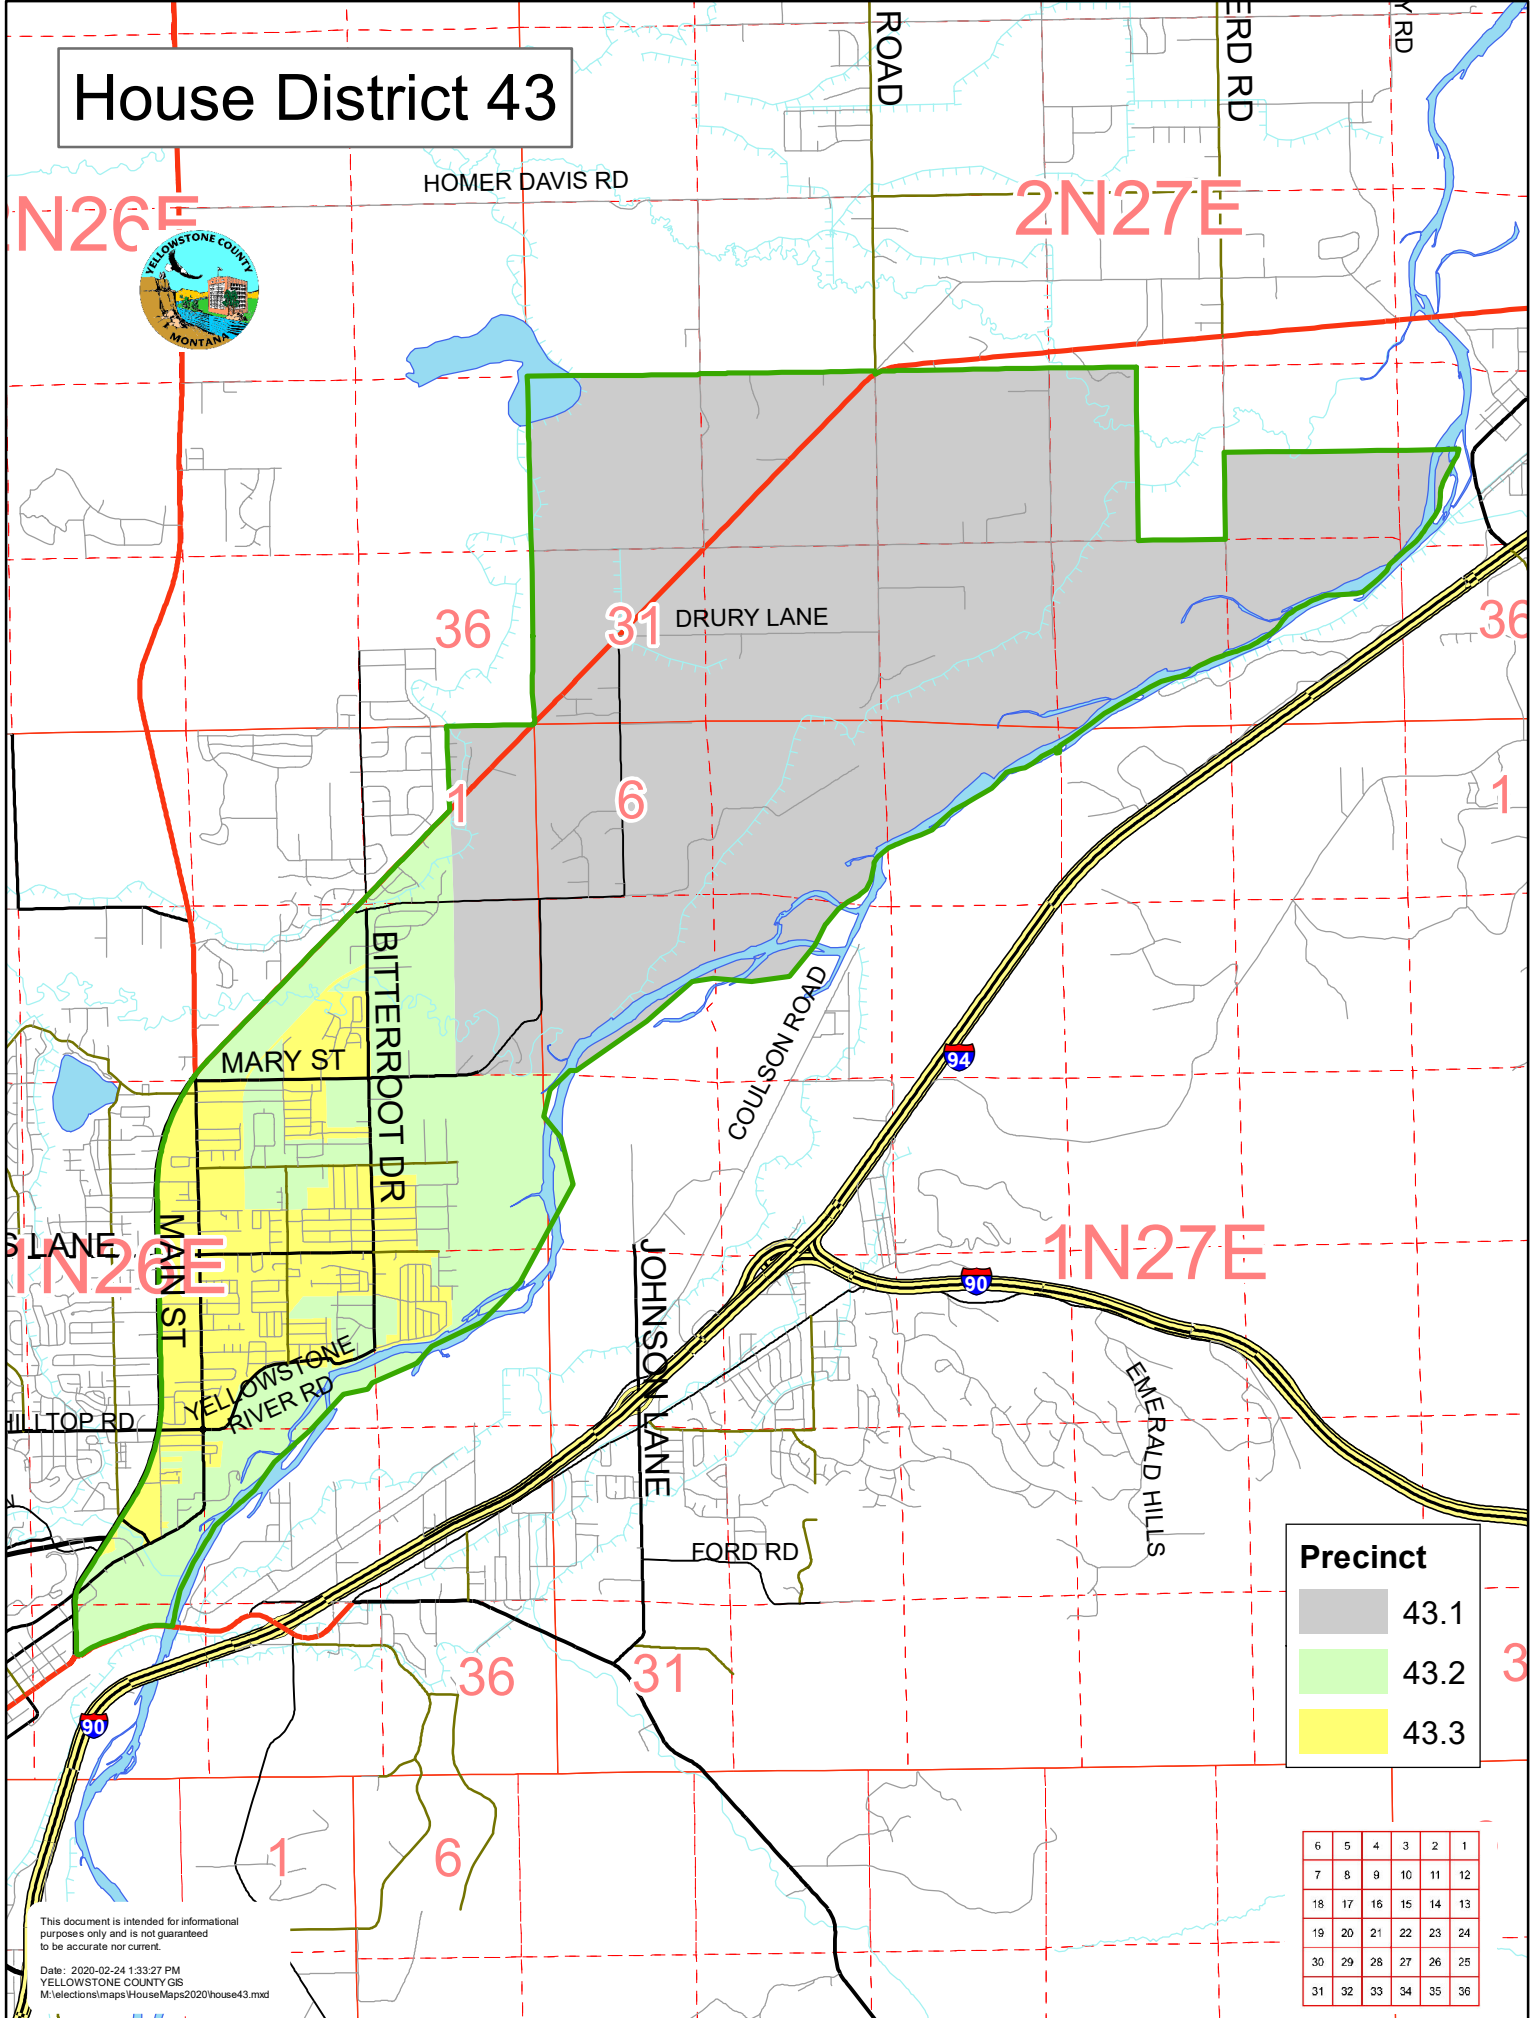 ROAD
ERD RD
Y RD
House District 43
HOMER DAVIS RD
N26E
2N27E
YELLOWSTONE COUNTY
MONTANA
36
31
DRURY LANE
36
1
6
1
BITTERROOT DR
MARY ST
COULSON ROAD
94
S LANE
1N26E
MAIN ST
JOHNSON LANE
1N27E
90
YELLOWSTONE
RIVER RD
HILLTOP RD
EMERALD HILLS
FORD RD
Precinct
43.1
43.2
43.3
36
31
3
90
1
6
6 5 4 3 2 1
7 8 9 10 11 12
18 17 16 15 14 13
19 20 21 22 23 24
30 29 28 27 26 25
31 32 33 34 35 36
This document is intended for informational
purposes only and is not guaranteed
to be accurate nor current.
Date: 2020-02-24 1:33:27 PM
YELLOWSTONE COUNTY GIS
M:\elections\maps\HouseMaps2020\house43.mxd